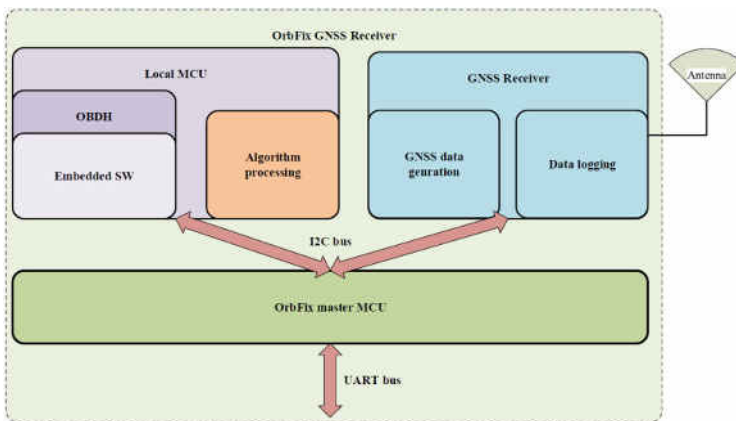 OrbFix GNSS Receiver
Local MCU
GNSS Receiver
Antenna
OBDH
Embedded SW
Algorithm
processing
GNSS data
genration
Data logging
I2C bus
OrbFix master MCU
UART bus